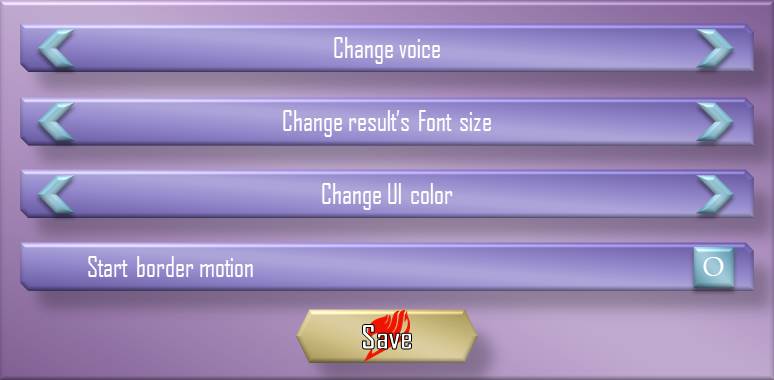 Change voice
Change result's Font size
Change UI color
Start border motion O
Save